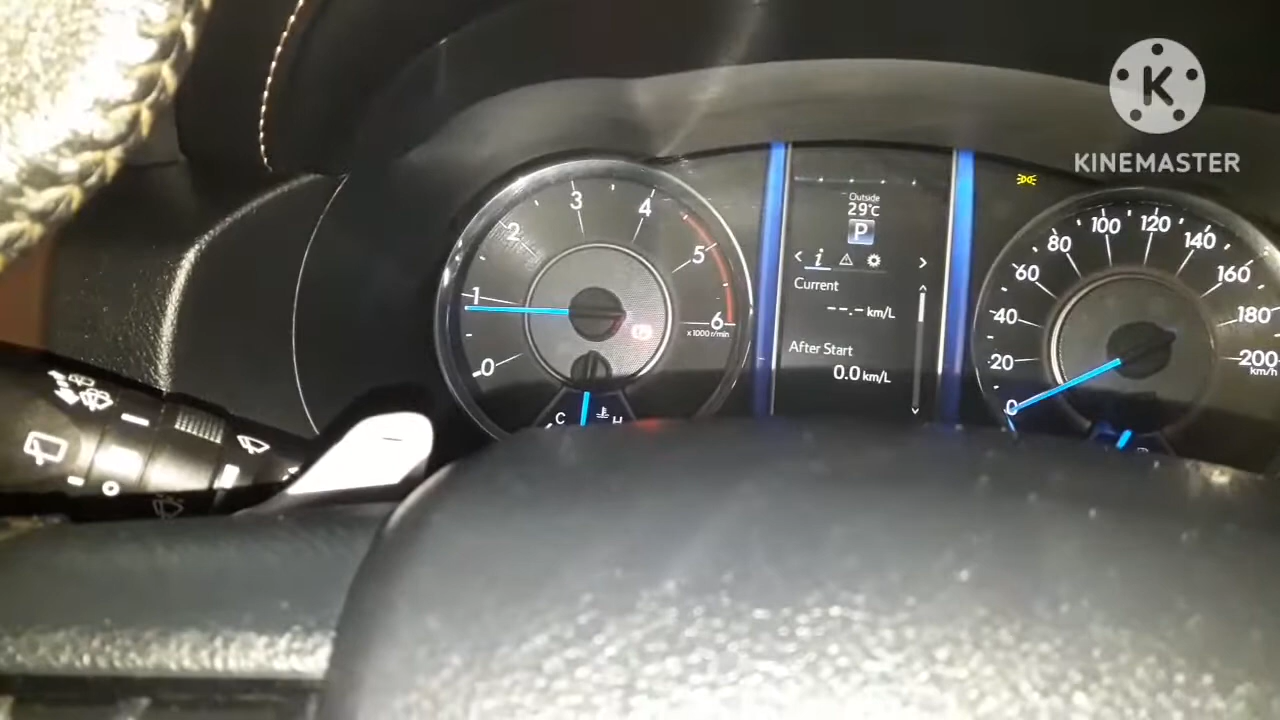 K
KINEMASTER
Outside
29°C
P
Current
--.- km/L
After Start
0.0 km/L
0
1
2
3
4
5
6
x1000 r/min
C
H
0
20
40
60
80
100
120
140
160
180
200
km/h